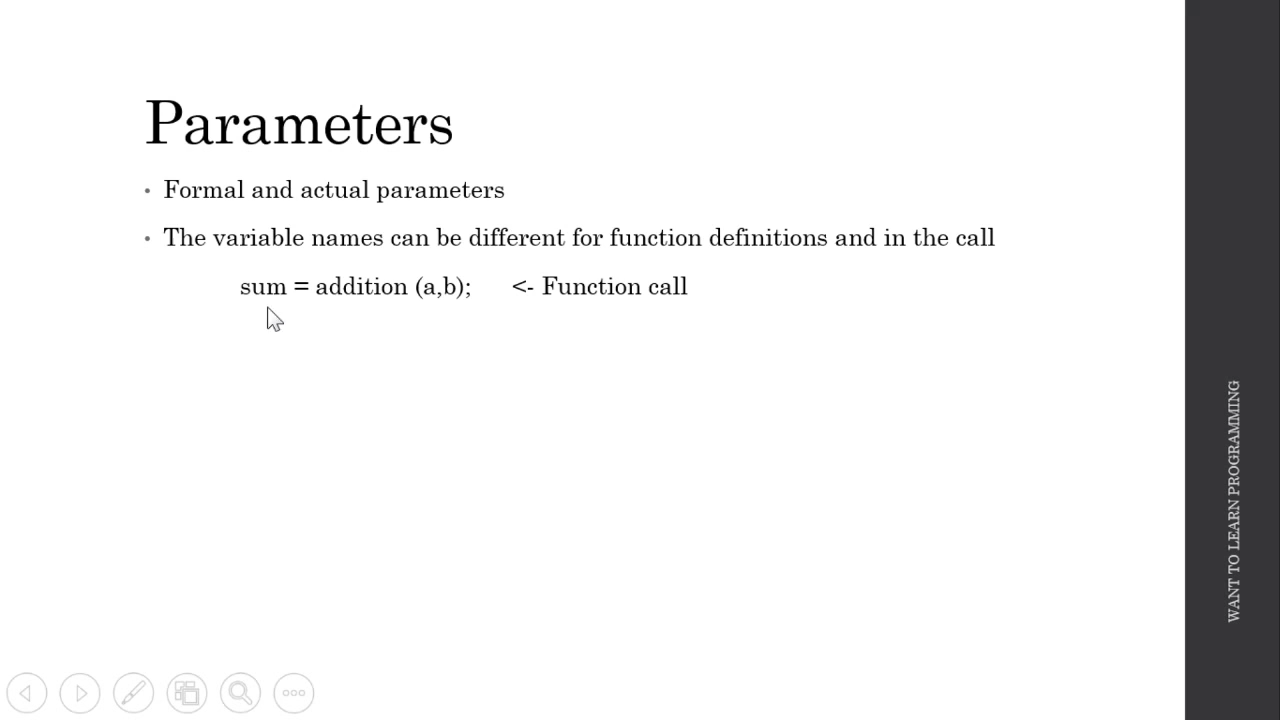 Parameters
• Formal and actual parameters
• The variable names can be different for function definitions and in the call
sum = addition (a,b); <- Function call
WANT TO LEARN PROGRAMMING